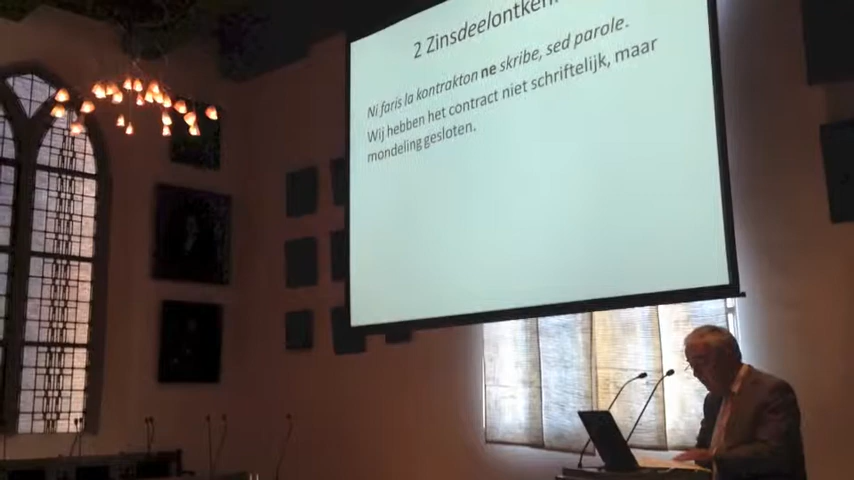 2 Zinsdeelontken
Ni faris la kontrakton ne skribe, sed parole.
Wij hebben het contract niet schriftelijk, maar
mondeling gesloten.